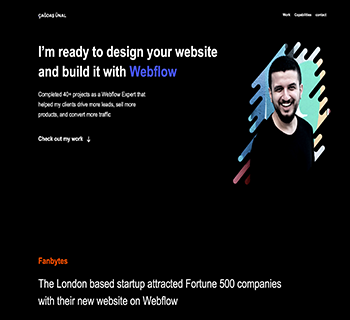 ÇAĞDAŞ ÜNAL
Work Capabilities contact
I'm ready to design your website
and build it with Webflow
Completed 40+ projects as a Webflow Expert that
helped my clients drive more leads, sell more
products, and convert more traffic
Check out my work ↓
Fanbytes
The London based startup attracted Fortune 500 companies
with their new website on Webflow